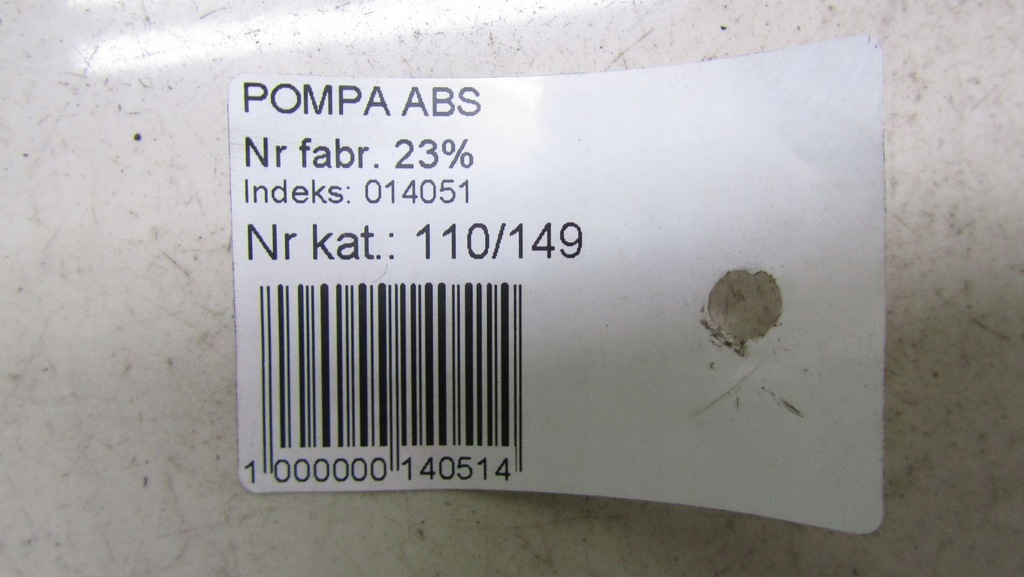 POMPA ABS
Nr fabr. 23%
Indeks: 014051
Nr kat.: 110/149
1 000000 140514